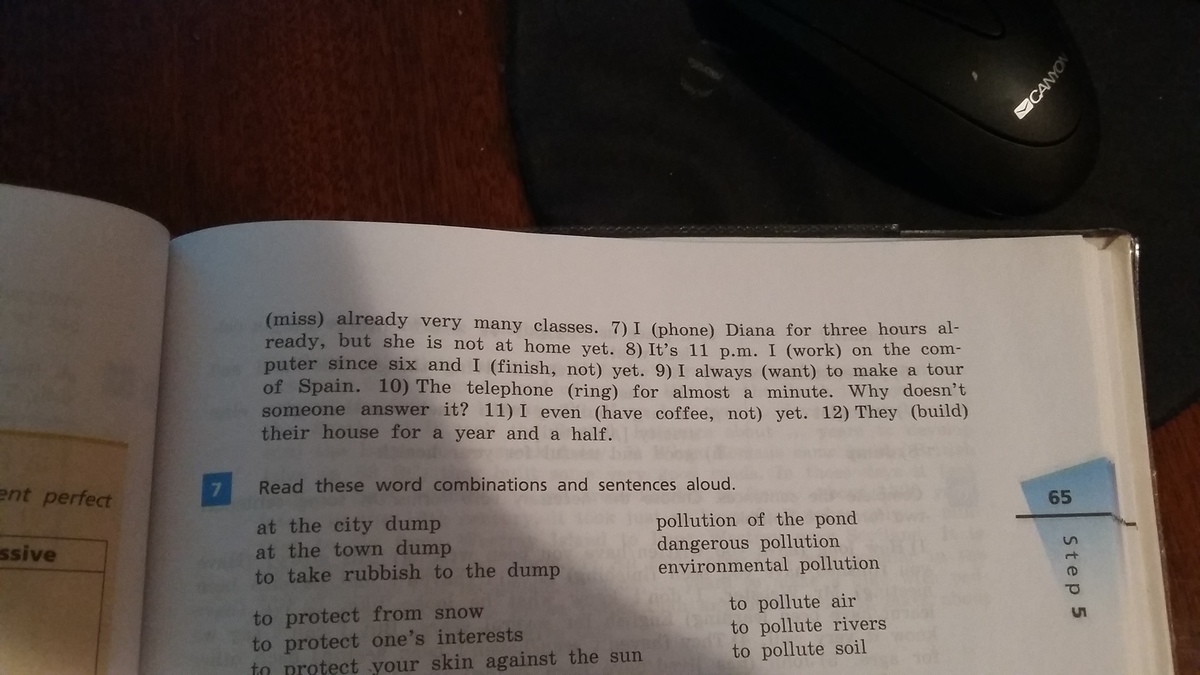 CANYON
(miss) already very many classes. 7) I (phone) Diana for three hours al-
ready, but she is not at home yet. 8) It's 11 p.m. I (work) on the com-
puter since six and I (finish, not) yet. 9) I always (want) to make a tour
of Spain. 10) The telephone (ring) for almost a minute. Why doesn't
someone answer it? 11) I even (have coffee, not) yet. 12) They (build)
their house for a year and a half.
ent perfect
ssive
7 Read these word combinations and sentences aloud.
at the city dump
at the town dump
to take rubbish to the dump
pollution of the pond
dangerous pollution
environmental pollution
to protect from snow
to protect one's interests
to protect your skin against the sun
to pollute air
to pollute rivers
to pollute soil
65
Step 5